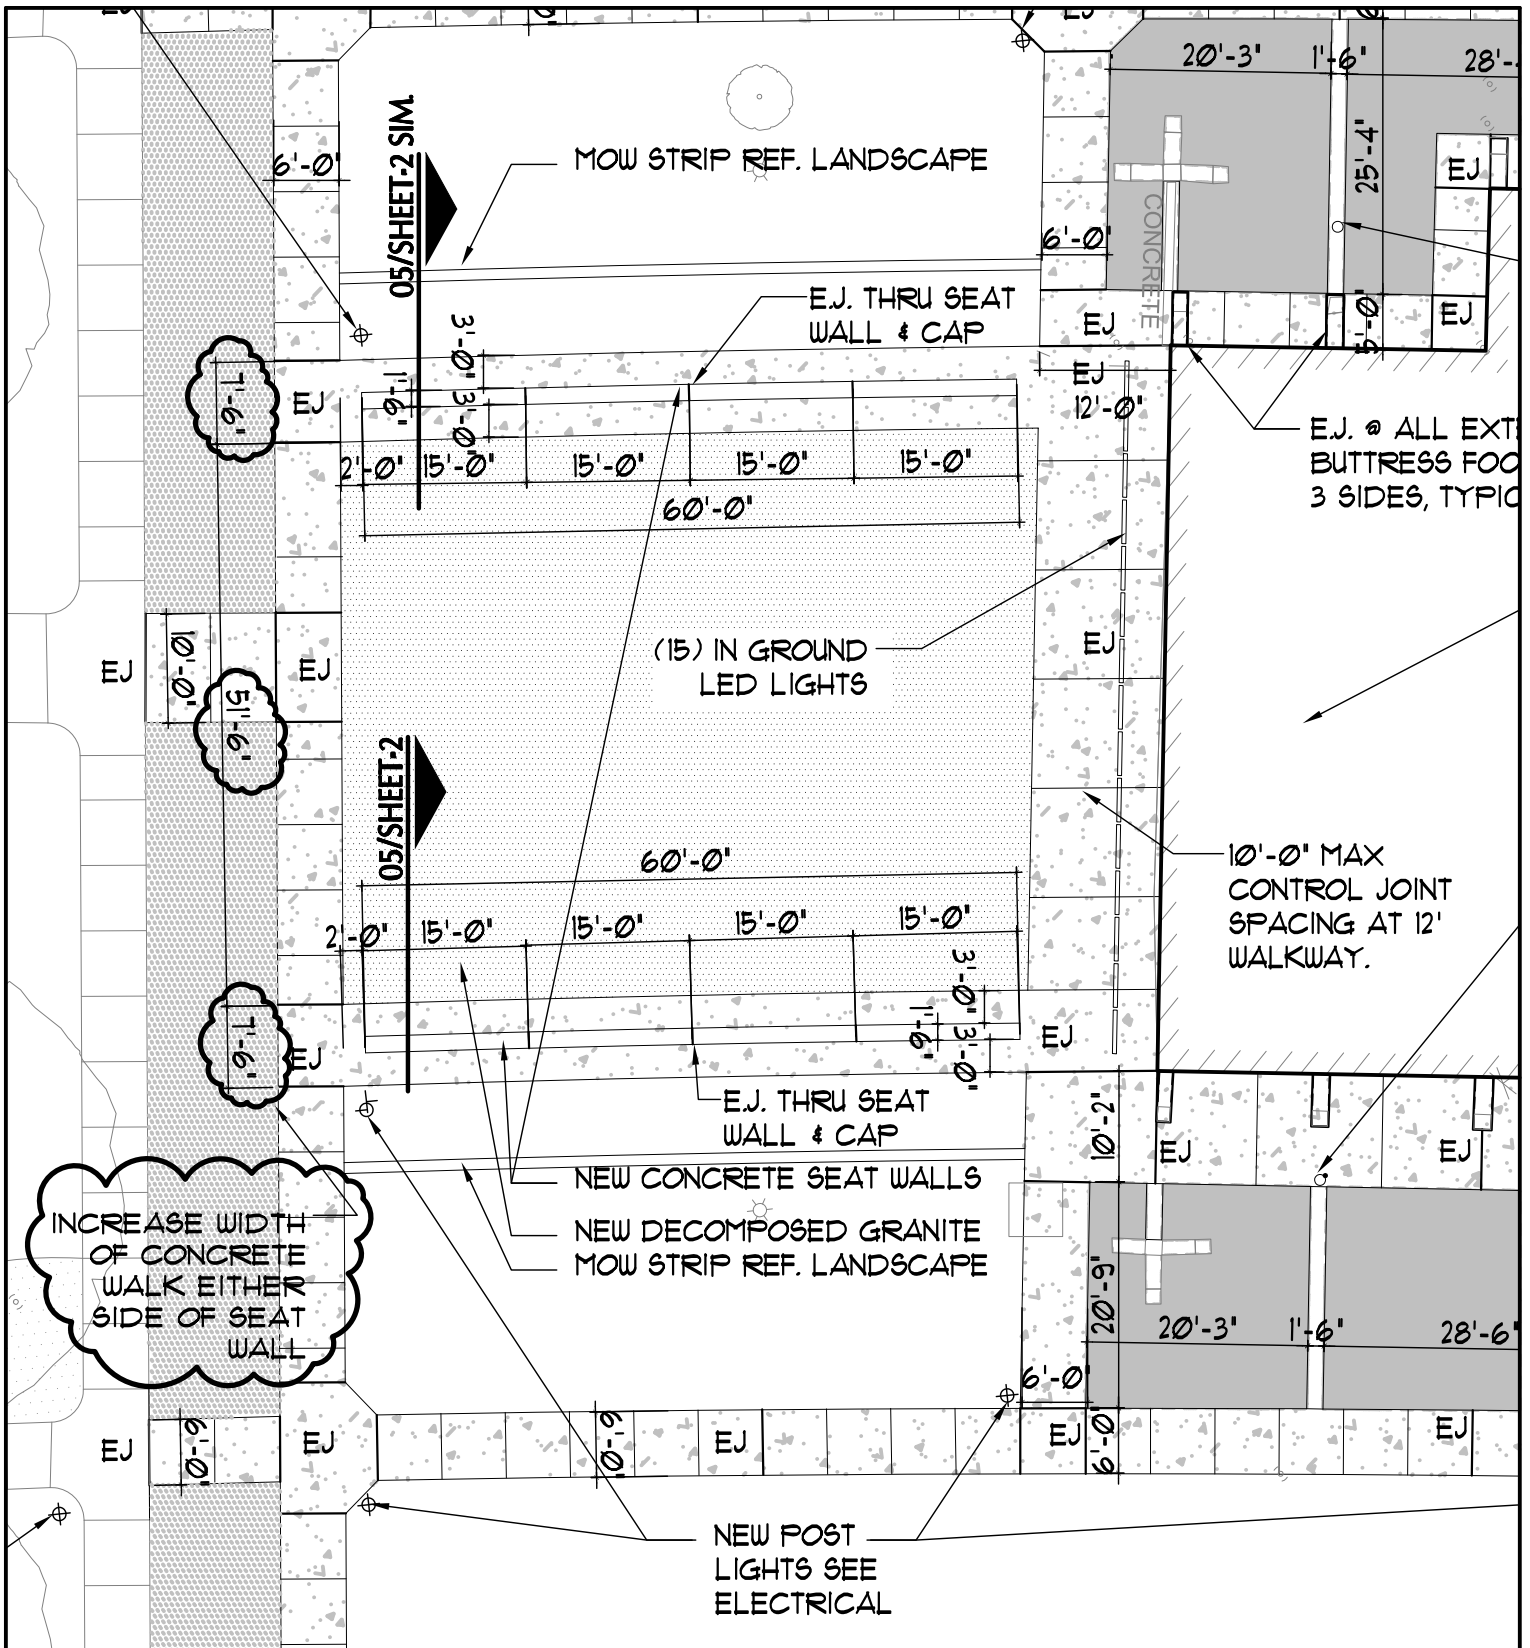 20'-3"
1'-6"
28'-
25'-4"
05/SHEET-2 SIM.
MOW STRIP REF. LANDSCAPE
6'-0"
EJ
CONCRETE
6'-0"
E.J. THRU SEAT
WALL & CAP
3'-0"
EJ
5'-0"
EJ
7'-6"
EJ
1'-6"
3'-0"
EJ
12'-0"
E.J. @ ALL EXT
BUTTRESS FOO
3 SIDES, TYPIC
2'-0"
15'-0"
15'-0"
15'-0"
15'-0"
60'-0"
(15) IN GROUND
LED LIGHTS
EJ
EJ
10'-0"
EJ
51'-6"
05/SHEET-2
60'-0"
10'-0" MAX
CONTROL JOINT
SPACING AT 12'
WALKWAY.
2'-0"
15'-0"
15'-0"
15'-0"
15'-0"
3'-0"
1'-6"
3'-0"
7'-6"
EJ
EJ
E.J. THRU SEAT
WALL & CAP
10'-2"
EJ
EJ
NEW CONCRETE SEAT WALLS
NEW DECOMPOSED GRANITE
MOW STRIP REF. LANDSCAPE
INCREASE WIDTH
OF CONCRETE
WALK EITHER
SIDE OF SEAT
WALL
20'-9"
20'-3"
1'-6"
28'-6"
6'-0"
EJ
6'-0"
EJ
6'-0"
EJ
EJ
6'-0"
EJ
NEW POST
LIGHTS SEE
ELECTRICAL